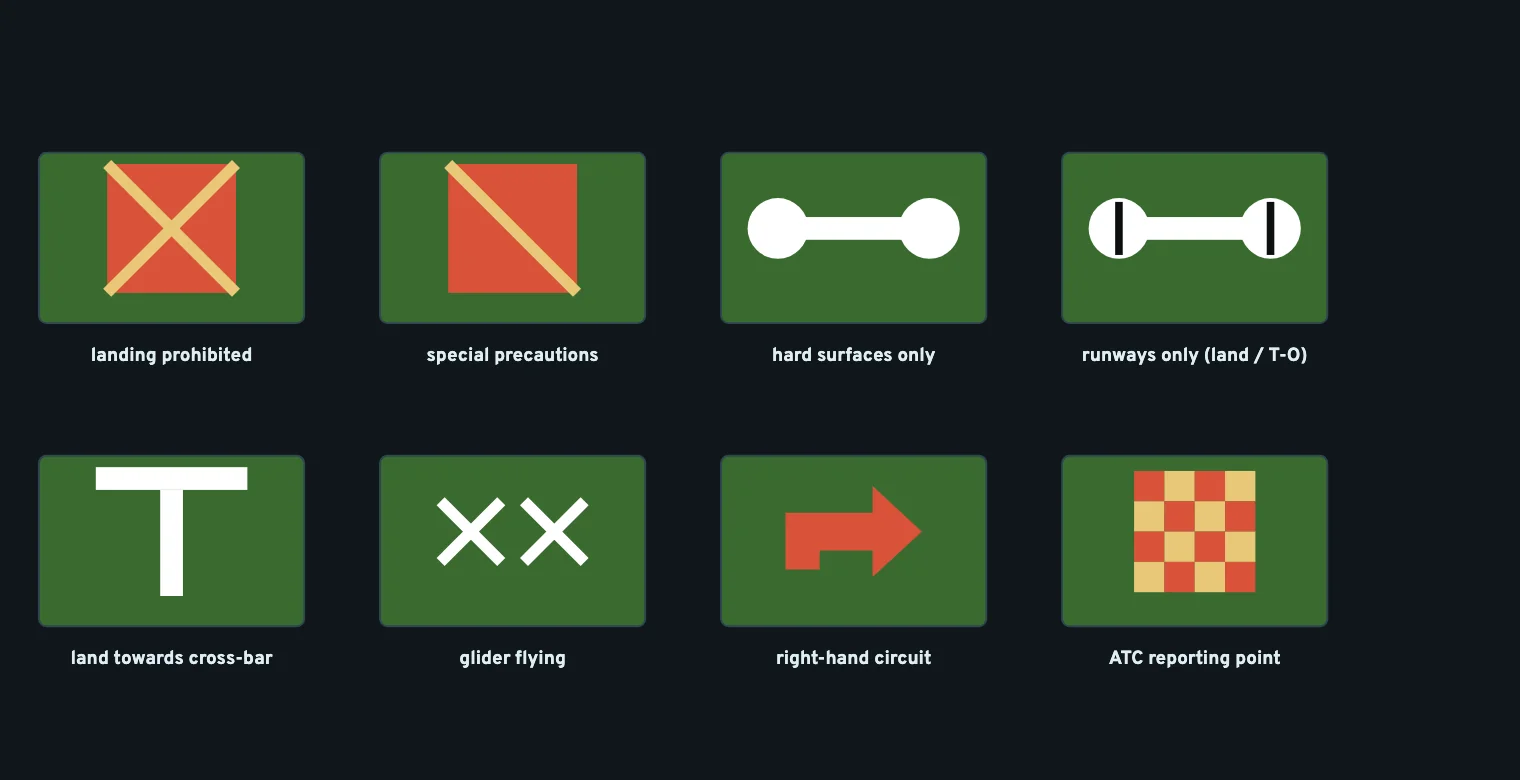 landing prohibited
special precautions
hard surfaces only
runways only (land / T-O)
land towards cross-bar
glider flying
right-hand circuit
ATC reporting point